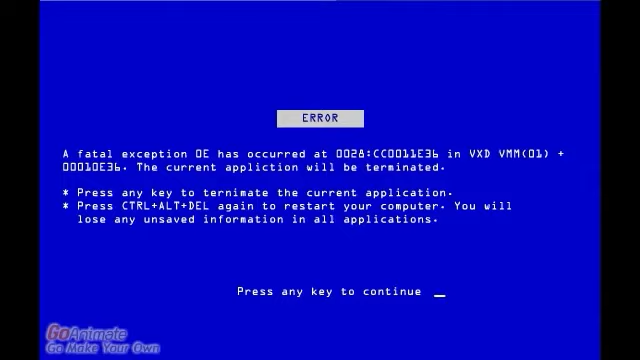 ERROR
A fatal exception 0E has occurred at 0028:CC0011E36 in VXD VMM(01) +
00010E36. The current appliction will be terminated.
* Press any key to ternimate the current application.
* Press CTRL+ALT+DEL again to restart your computer. You will
lose any unsaved information in all applications.
Press any key to continue _
GoAnimate
Go Make Your Own